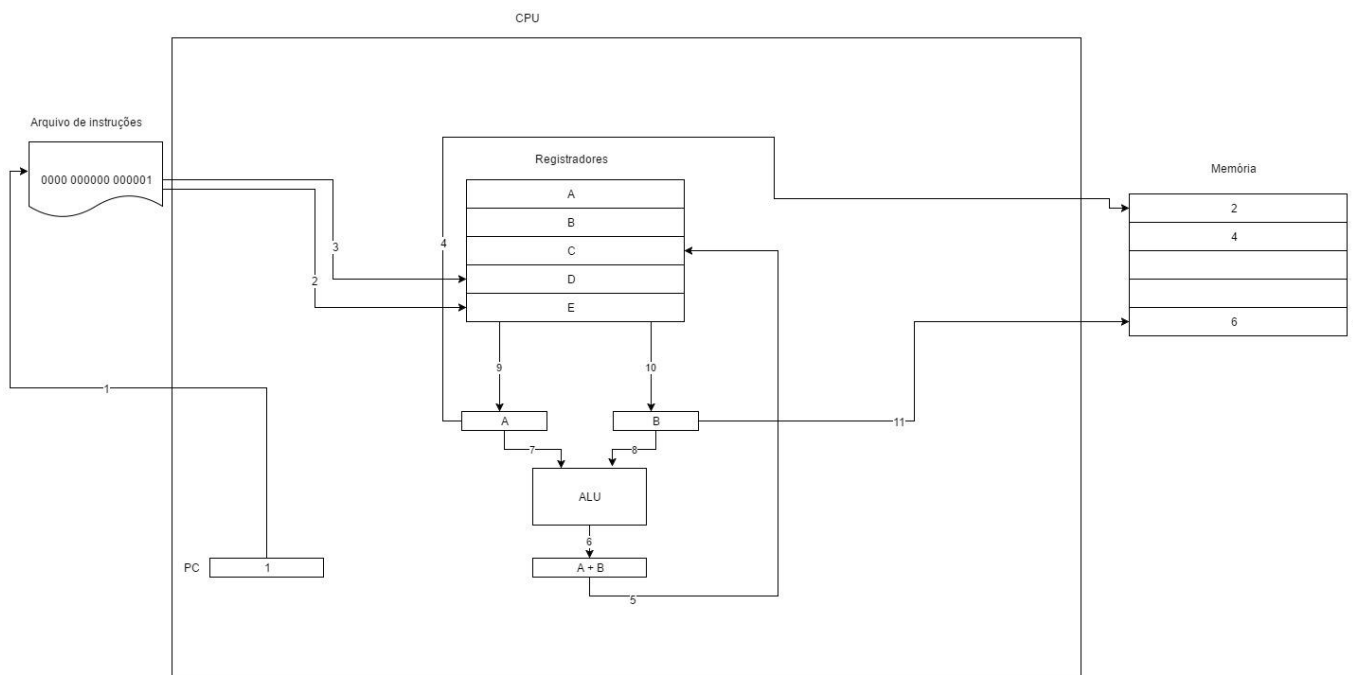 CPU
Arquivo de instruções
0000 000000 000001
Registradores
Memória
A
B
C
D
E
2
4
6
4
3
2
9
10
1
A
B
11
7
8
ALU
6
PC
1
A + B
5